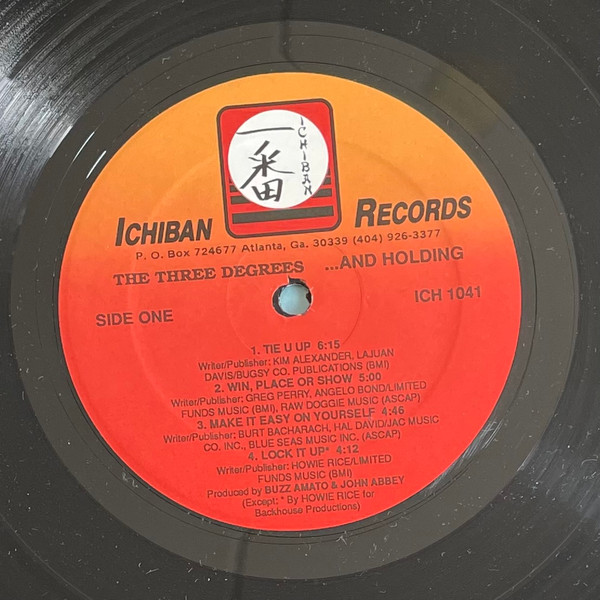 一番
ICHIBAN
ICHIBAN RECORDS
P. O. Box 724677 Atlanta, Ga. 30339 (404) 926-3377
THE THREE DEGREES ...AND HOLDING
SIDE ONE ICH 1041
1. TIE U UP 6:15
Writer/Publisher: KIM ALEXANDER, LAJUAN
DAVIS/BUGSY CO. PUBLICATIONS (BMI)
2. WIN, PLACE OR SHOW 5:00
Writer/Publisher: GREG PERRY, ANGELO BOND/LIMITED
FUNDS MUSIC (BMI), RAW DOGGIE MUSIC (ASCAP)
3. MAKE IT EASY ON YOURSELF 4:46
Writer/Publisher: BURT BACHARACH, HAL DAVID/JAC MUSIC
CO. INC., BLUE SEAS MUSIC INC. (ASCAP)
4. LOCK IT UP* 4:12
Writer/Publisher: HOWIE RICE/LIMITED
FUNDS MUSIC (BMI)
Produced by BUZZ AMATO & JOHN ABBEY
(Except: * By HOWIE RICE for
Backhouse Productions)